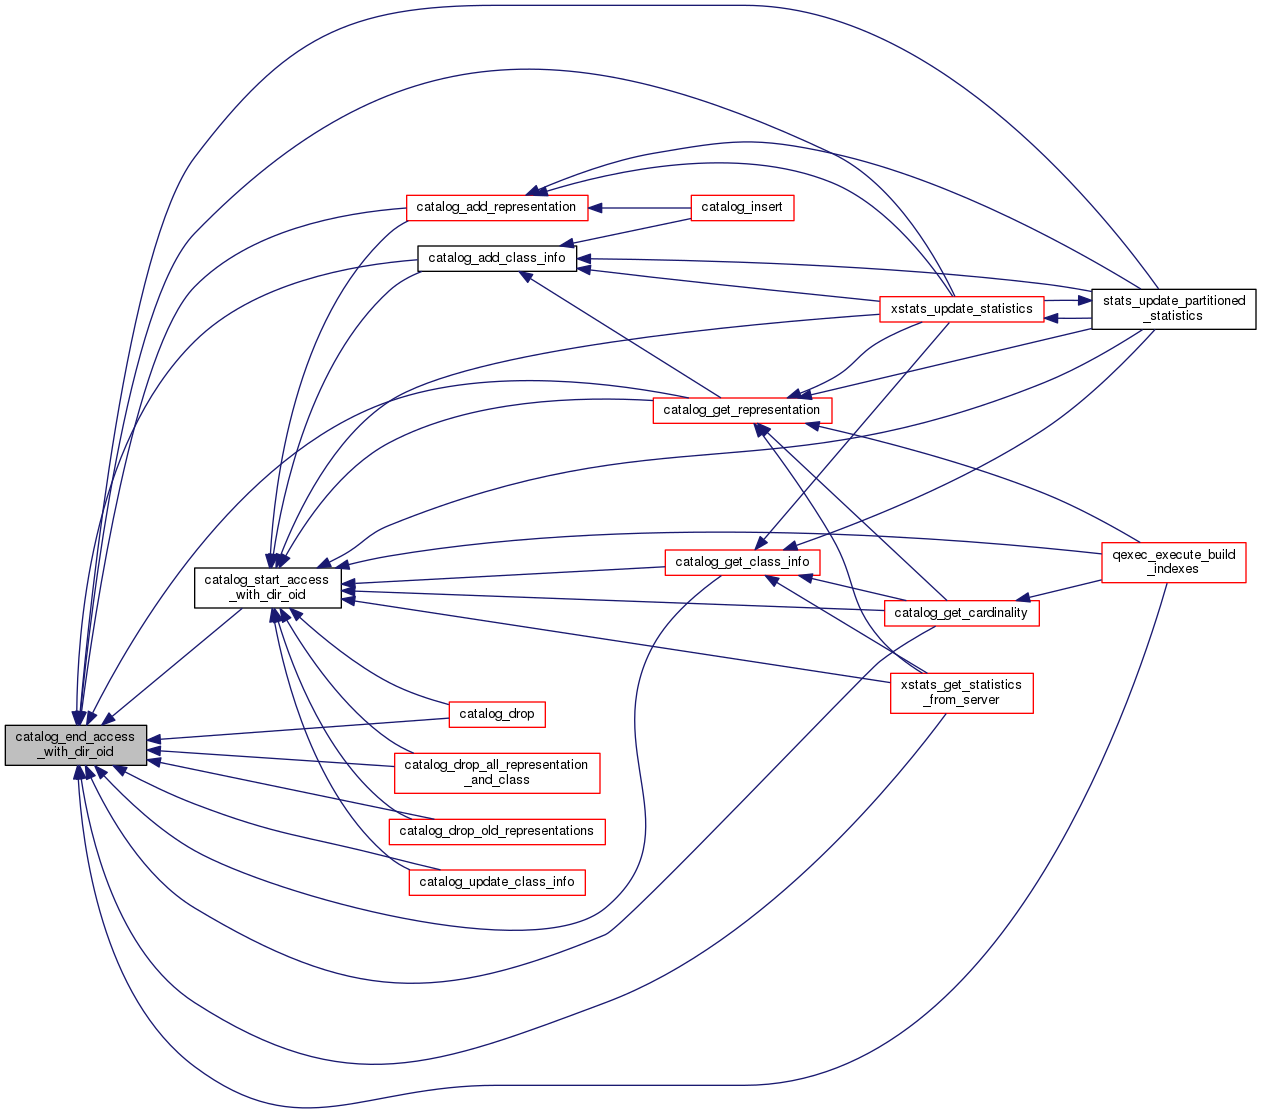 catalog_add_representation
catalog_insert
catalog_add_class_info
xstats_update_statistics
stats_update_partitioned
_statistics
catalog_get_representation
catalog_start_access
_with_dir_oid
catalog_get_class_info
qexec_execute_build
_indexes
catalog_get_cardinality
xstats_get_statistics
_from_server
catalog_end_access
_with_dir_oid
catalog_drop
catalog_drop_all_representation
_and_class
catalog_drop_old_representations
catalog_update_class_info